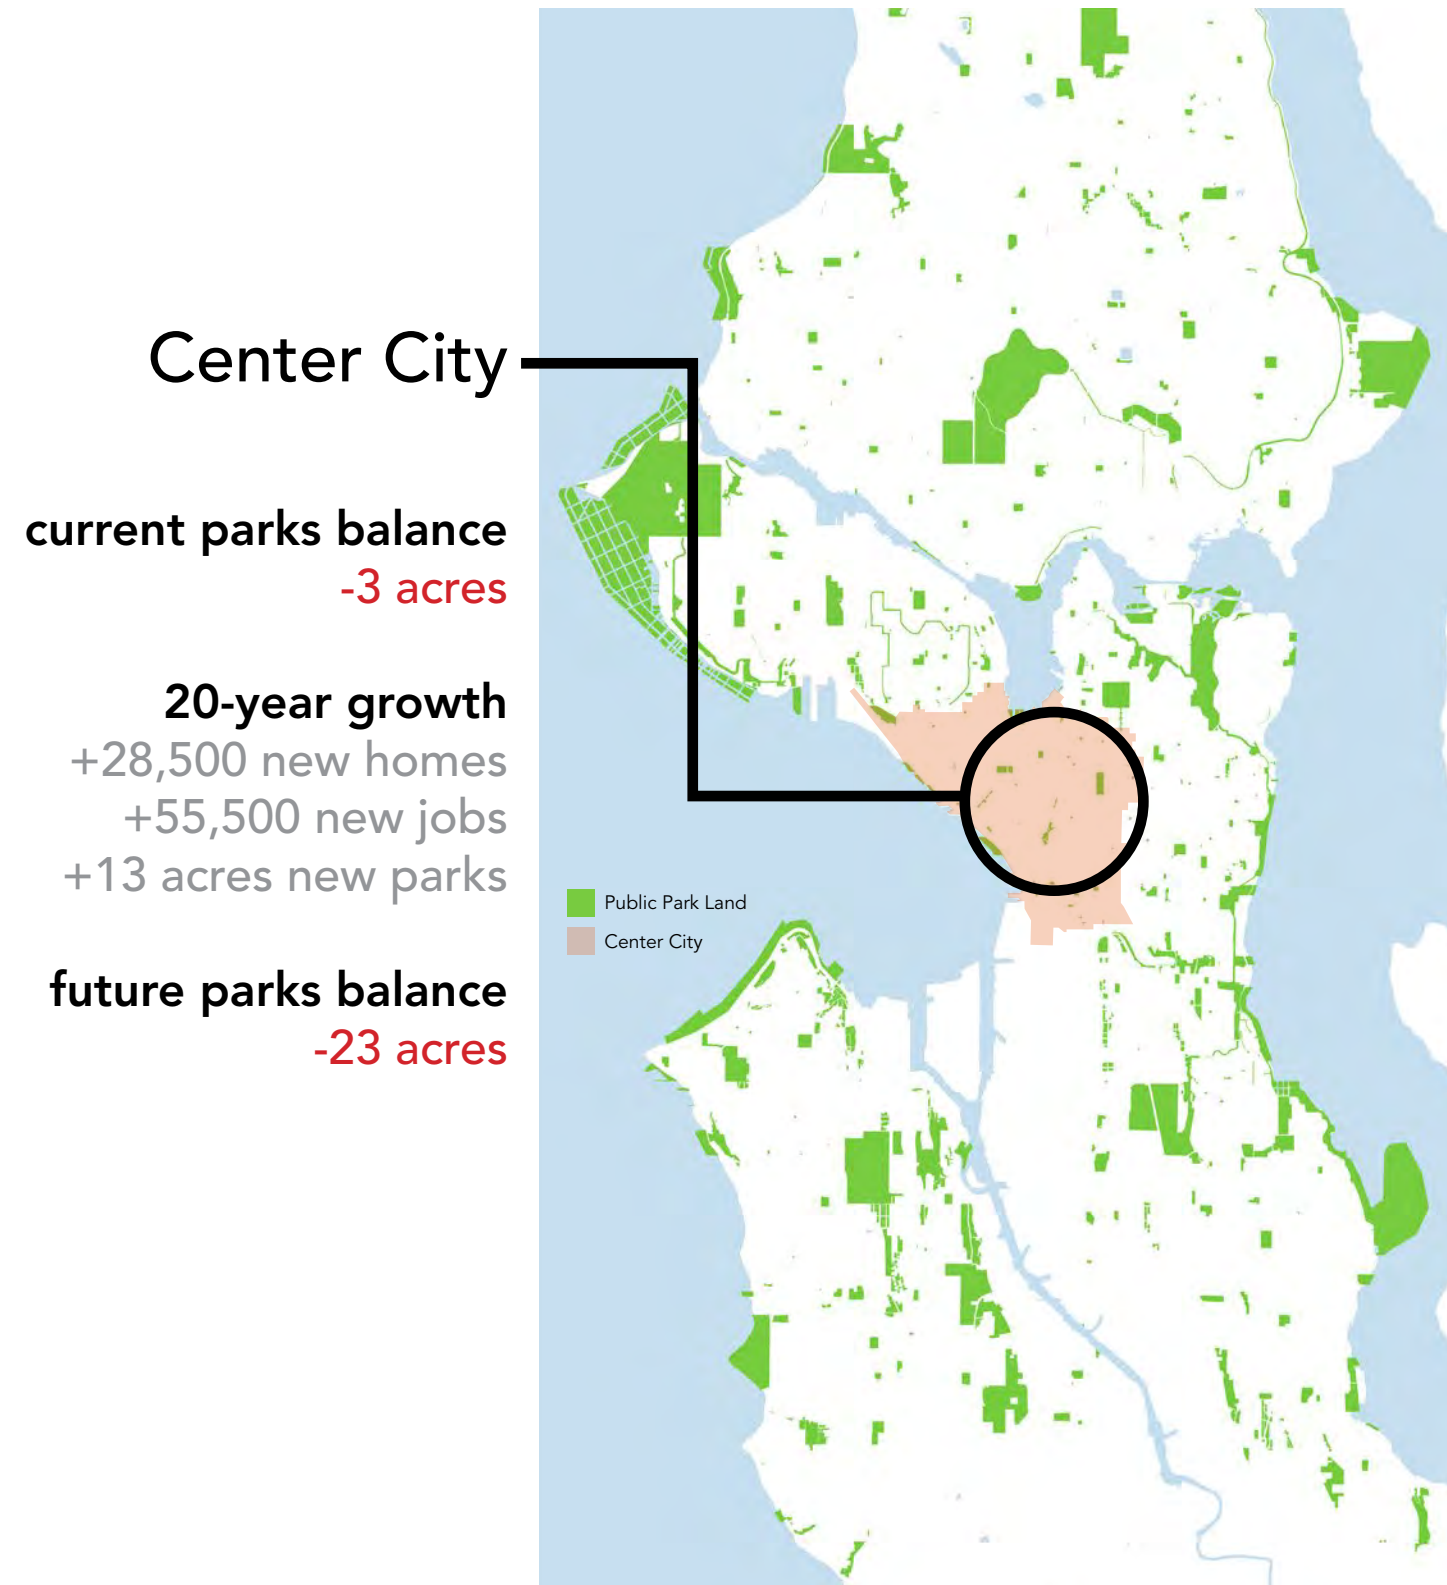 Center City
current parks balance
-3 acres
20-year growth
+28,500 new homes
+55,500 new jobs
+13 acres new parks
future parks balance
-23 acres
Public Park Land
Center City